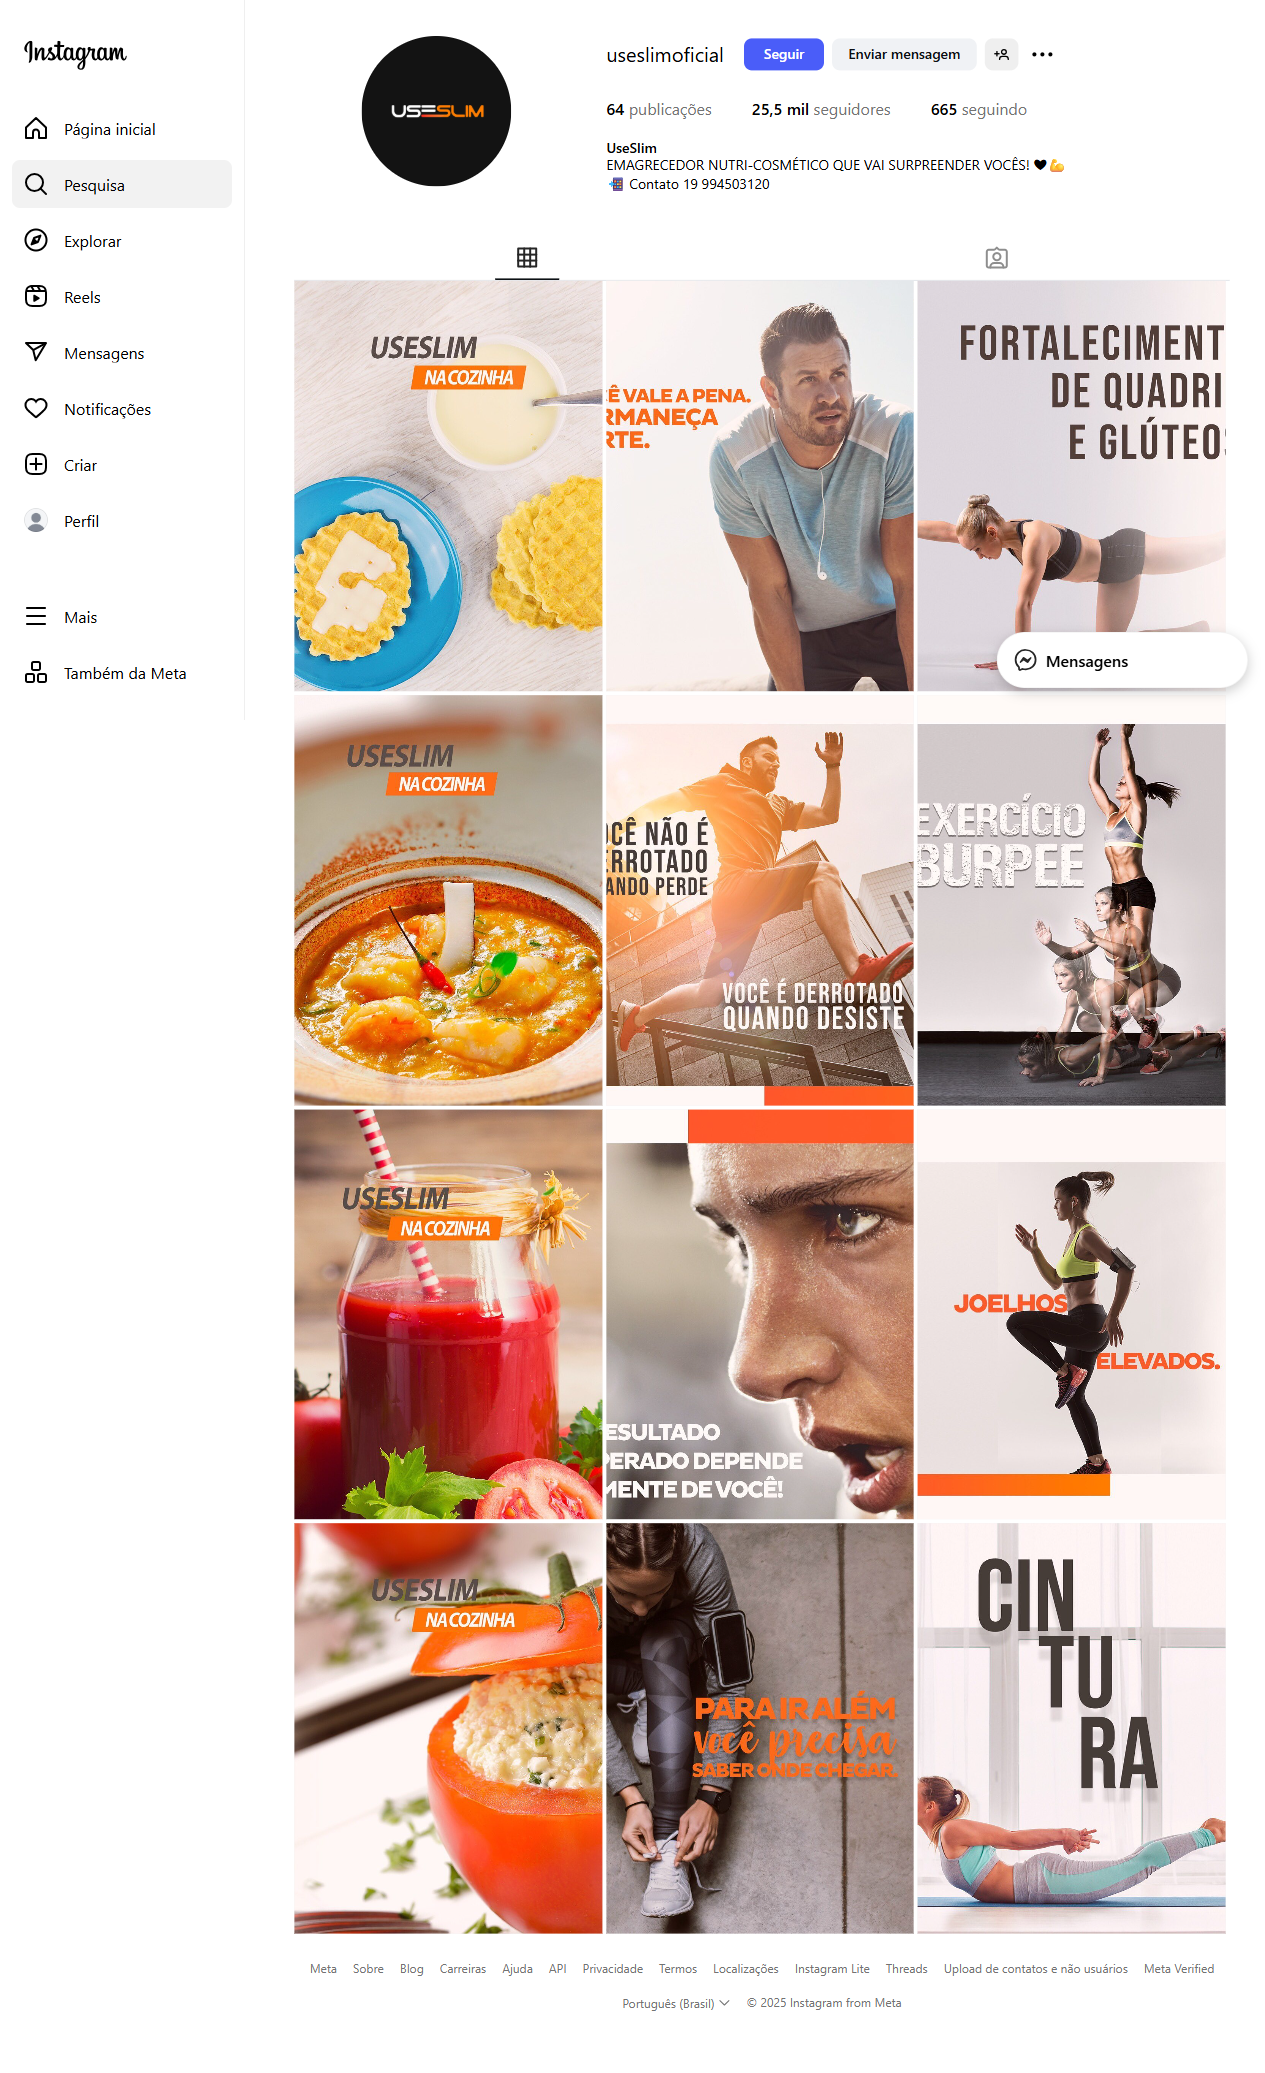 Instagram
Página inicial
Pesquisa
Explorar
Reels
Mensagens
Notificações
Criar
Perfil
Mais
Também da Meta
USESLIM
useslimoficial
Seguir
Enviar mensagem
64 publicações
25,5 mil seguidores
665 seguindo
UseSlim
EMAGRECEDOR NUTRI-COSMÉTICO QUE VAI SURPREENDER VOCÊS! 🖤💪
📲 Contato 19 994503120
USESLIM
NA COZINHA
Ê VALE A PENA.
RMANEÇA
RTE.
FORTALECIMENT
DE QUADRI
E GLÚTEOS
Mensagens
USESLIM
NA COZINHA
OCÊ NÃO É
ERROTADO
ANDO PERDE
VOCÊ É DERROTADO
QUANDO DESISTE
EXERCÍCIO
BURPEE
USESLIM
NA COZINHA
ESULTADO
PERADO DEPENDE
MENTE DE VOCÊ!
JOELHOS
ELEVADOS.
USESLIM
NA COZINHA
PARA IR ALÉM
você precisa
SABER ONDE CHEGAR.
CIN
TU
RA
Meta Sobre Blog Carreiras Ajuda API Privacidade Termos Localizações Instagram Lite Threads Upload de contatos e não usuários Meta Verified
Português (Brasil) © 2025 Instagram from Meta